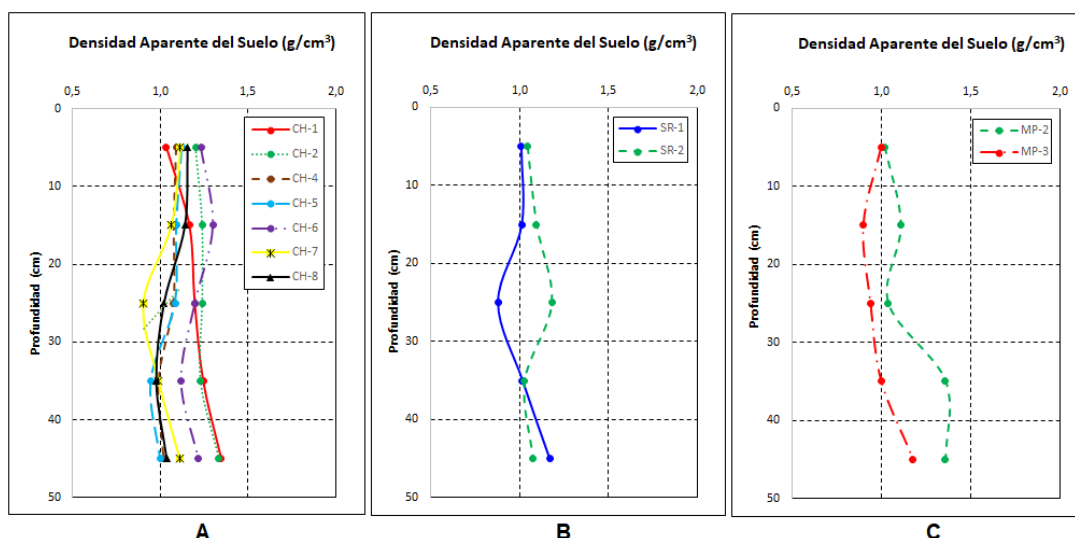 Densidad Aparente del Suelo (g/cm³)
0,5 1,0 1,5 2,0
0
10
20
30
40
50
Profundidad (cm)
CH-1
CH-2
CH-4
CH-5
CH-6
CH-7
CH-8
A
Densidad Aparente del Suelo (g/cm³)
0,5 1,0 1,5 2,0
0
10
20
30
40
50
Profundidad (cm)
SR-1
SR-2
B
Densidad Aparente del Suelo (g/cm³)
0,5 1,0 1,5 2,0
0
10
20
30
40
50
Profundidad (cm)
MP-2
MP-3
C